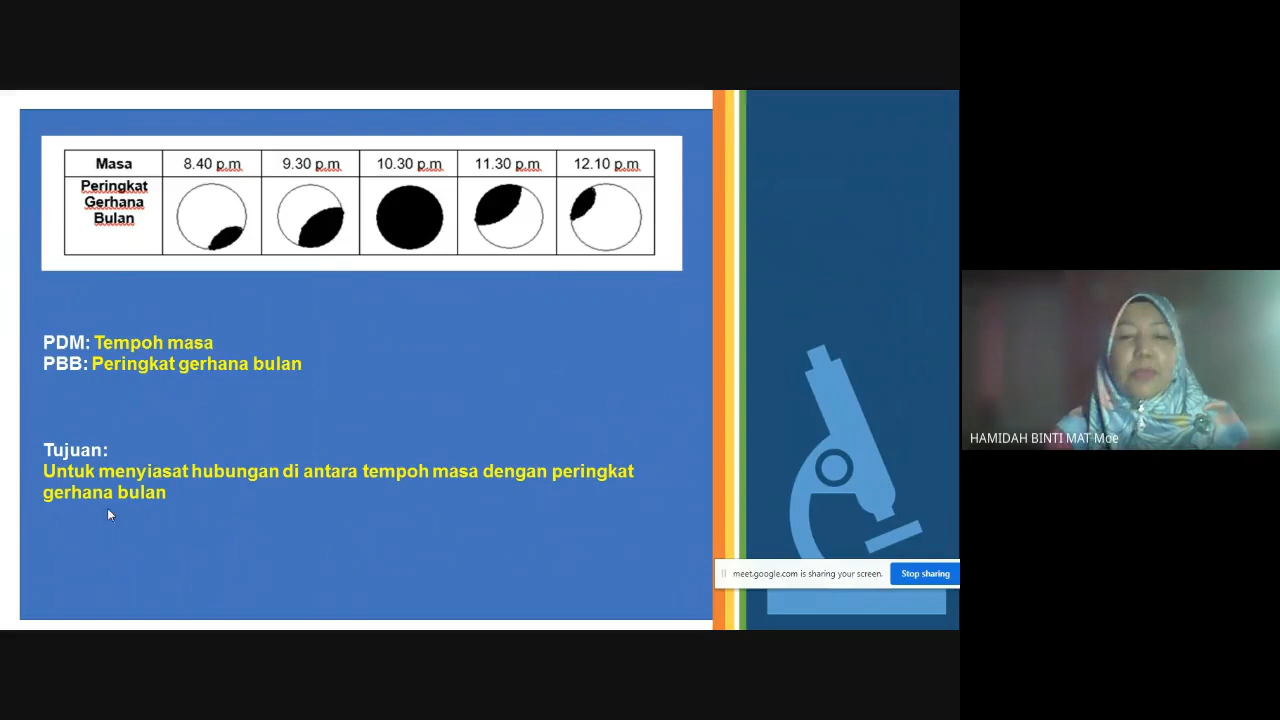 Masa 8.40 p.m 9.30 p.m 10.30 p.m 11.30 p.m 12.10 p.m
Peringkat
Gerhana
Bulan
PDM: Tempoh masa
PBB: Peringkat gerhana bulan
Tujuan:
Untuk menyiasat hubungan di antara tempoh masa dengan peringkat
gerhana bulan
meet.google.com is sharing your screen. Stop sharing
HAMIDAH BINTI MAT Moe